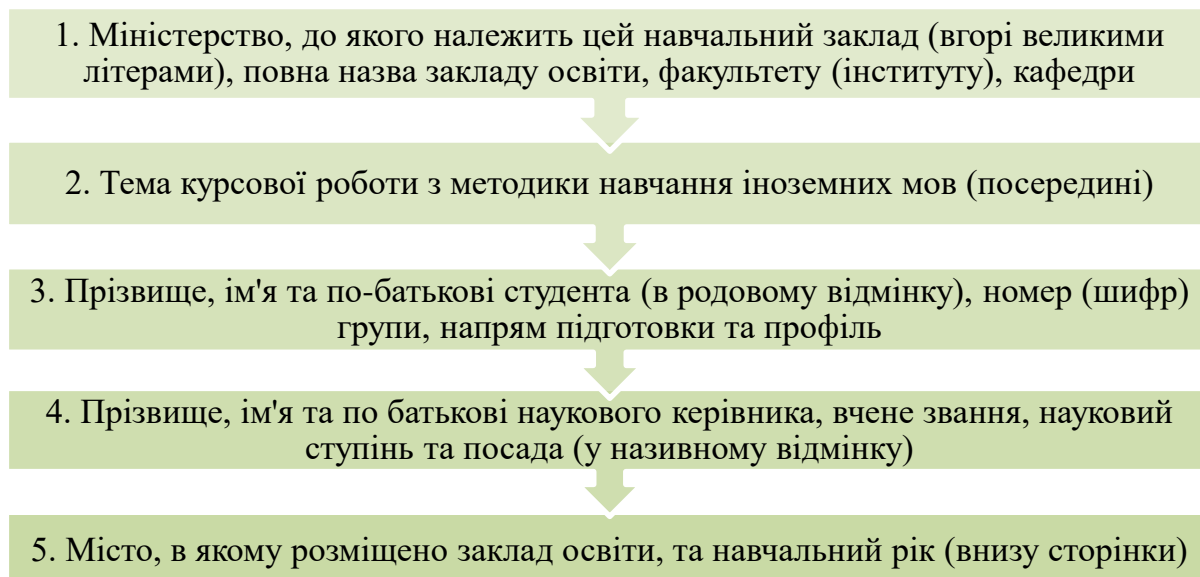 1. Міністерство, до якого належить цей навчальний заклад (вгорі великими
літерами), повна назва закладу освіти, факультету (інституту), кафедри
2. Тема курсової роботи з методики навчання іноземних мов (посередині)
3. Прізвище, ім'я та по-батькові студента (в родовому відмінку), номер (шифр)
групи, напрям підготовки та профіль
4. Прізвище, ім'я та по батькові наукового керівника, вчене звання, науковий
ступінь та посада (у називному відмінку)
5. Місто, в якому розміщено заклад освіти, та навчальний рік (внизу сторінки)